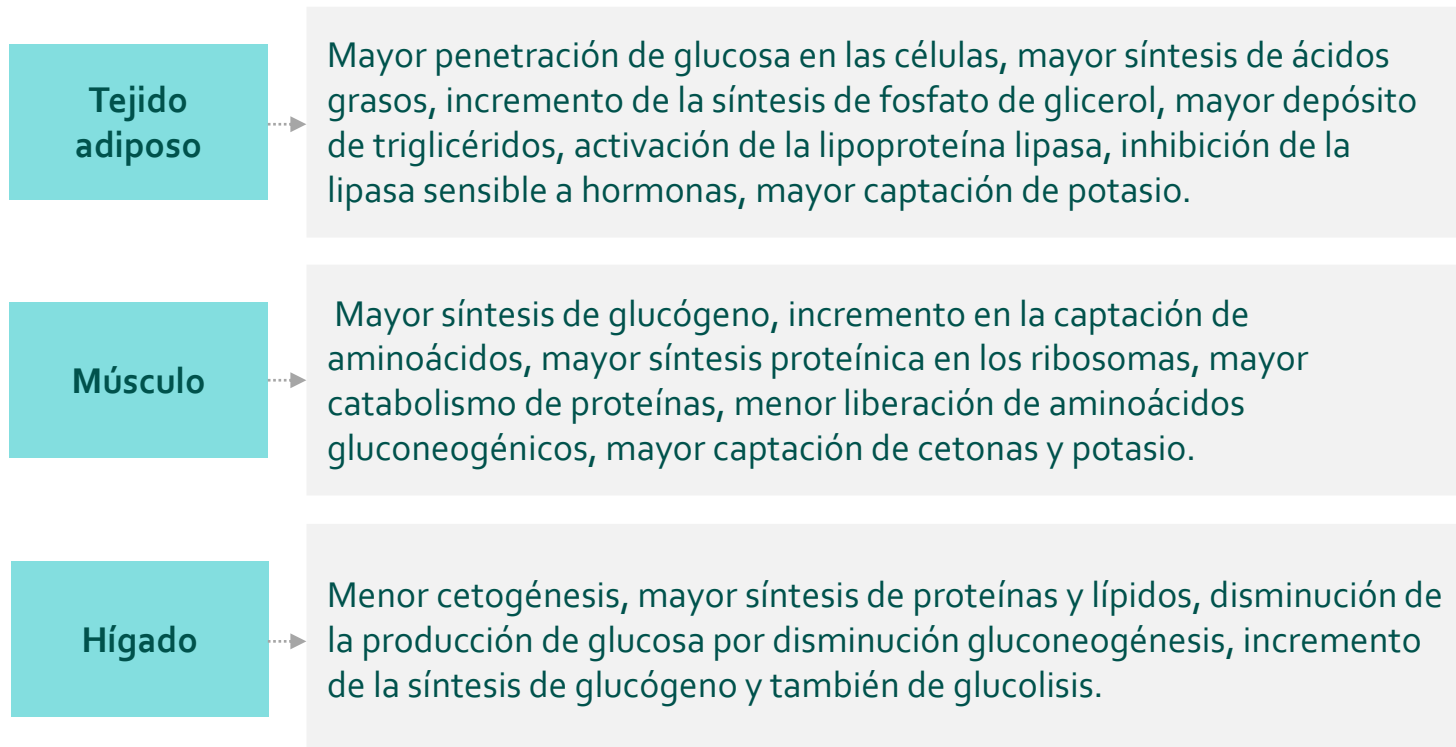 Tejido
adiposo
Mayor penetración de glucosa en las células, mayor síntesis de ácidos
grasos, incremento de la síntesis de fosfato de glicerol, mayor depósito
de triglicéridos, activación de la lipoproteína lipasa, inhibición de la
lipasa sensible a hormonas, mayor captación de potasio.
Músculo
Mayor síntesis de glucógeno, incremento en la captación de
aminoácidos, mayor síntesis proteínica en los ribosomas, mayor
catabolismo de proteínas, menor liberación de aminoácidos
gluconeogénicos, mayor captación de cetonas y potasio.
Hígado
Menor cetogénesis, mayor síntesis de proteínas y lípidos, disminución de
la producción de glucosa por disminución gluconeogénesis, incremento
de la síntesis de glucógeno y también de glucolisis.